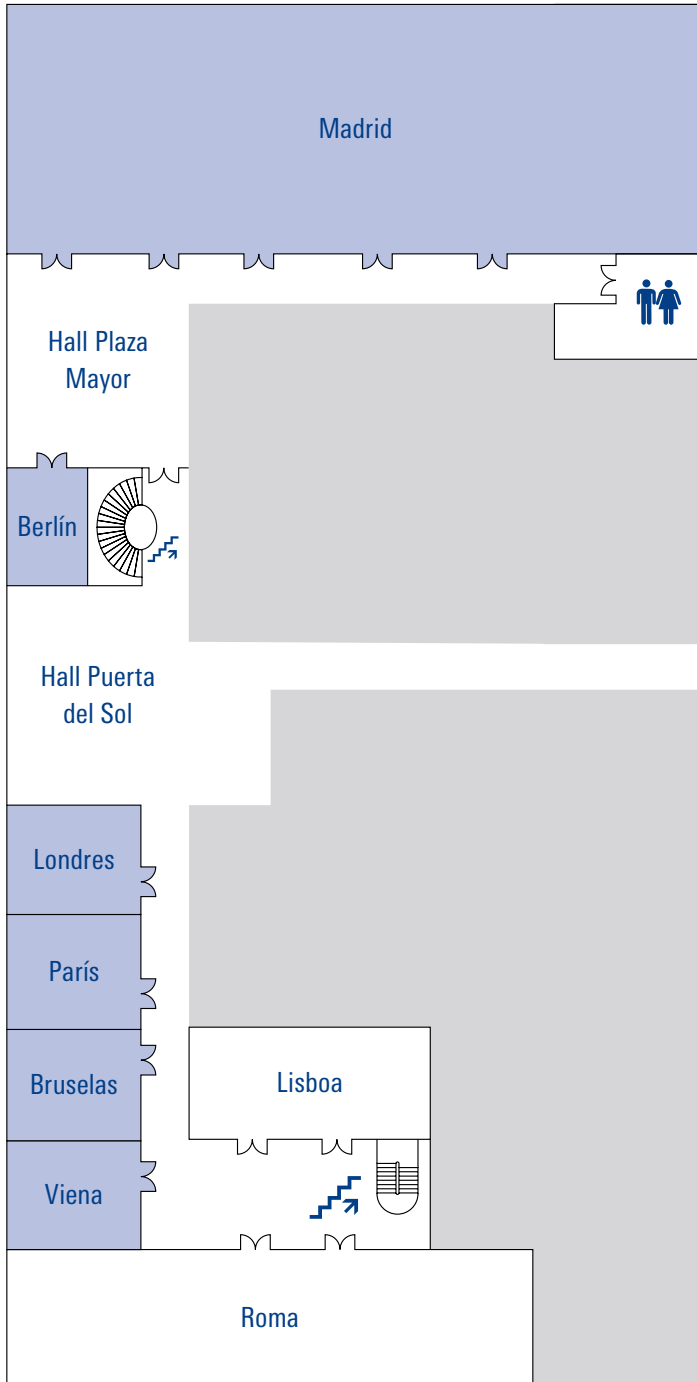 Madrid
Hall Plaza
Mayor
Berlín
Hall Puerta
del Sol
Londres
París
Bruselas
Lisboa
Viena
Roma